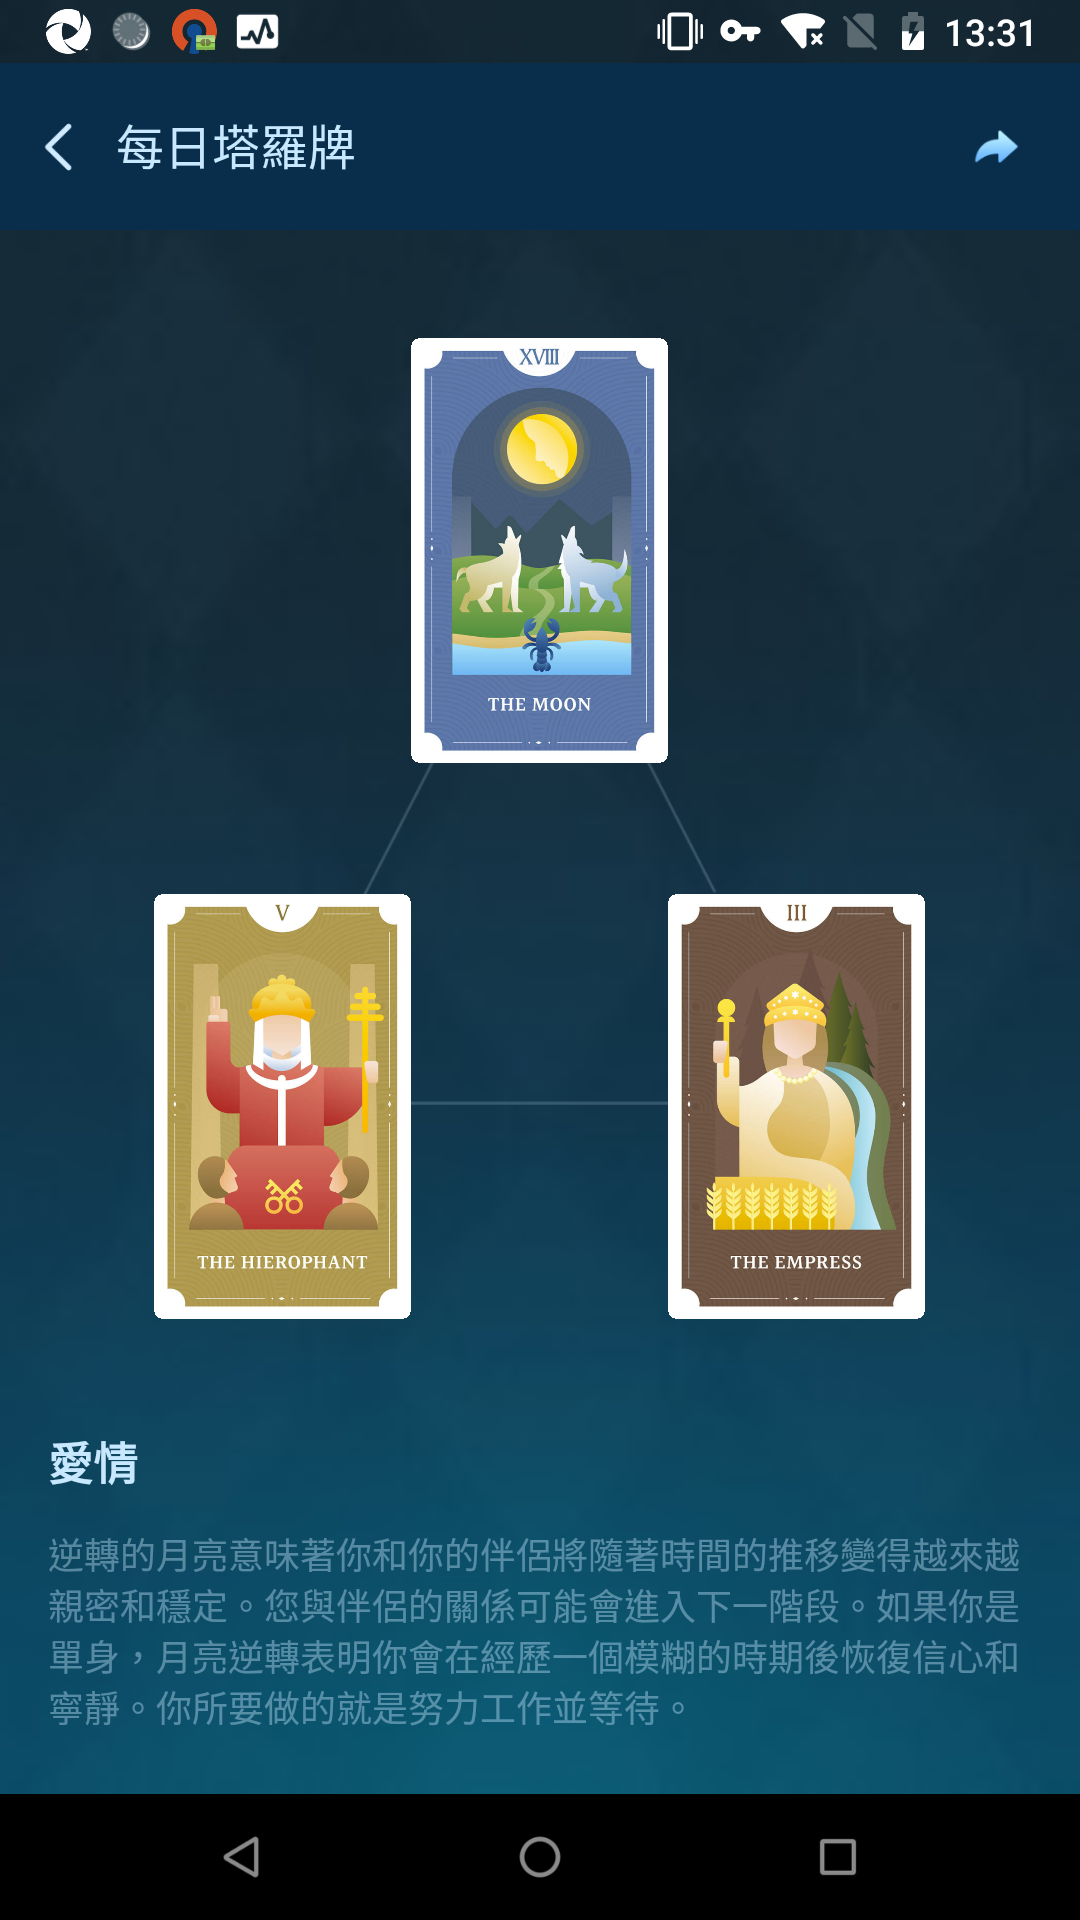 13:31
每日塔羅牌
XVIII
THE MOON
V
THE HIEROPHANT
III
THE EMPRESS
愛情
逆轉的月亮意味著你和你的伴侶將隨著時間的推移變得越來越
親密和穩定。您與伴侶的關係可能會進入下一階段。如果你是
單身，月亮逆轉表明你會在經歷一個模糊的時期後恢復信心和
寧靜。你所要做的就是努力工作並等待。